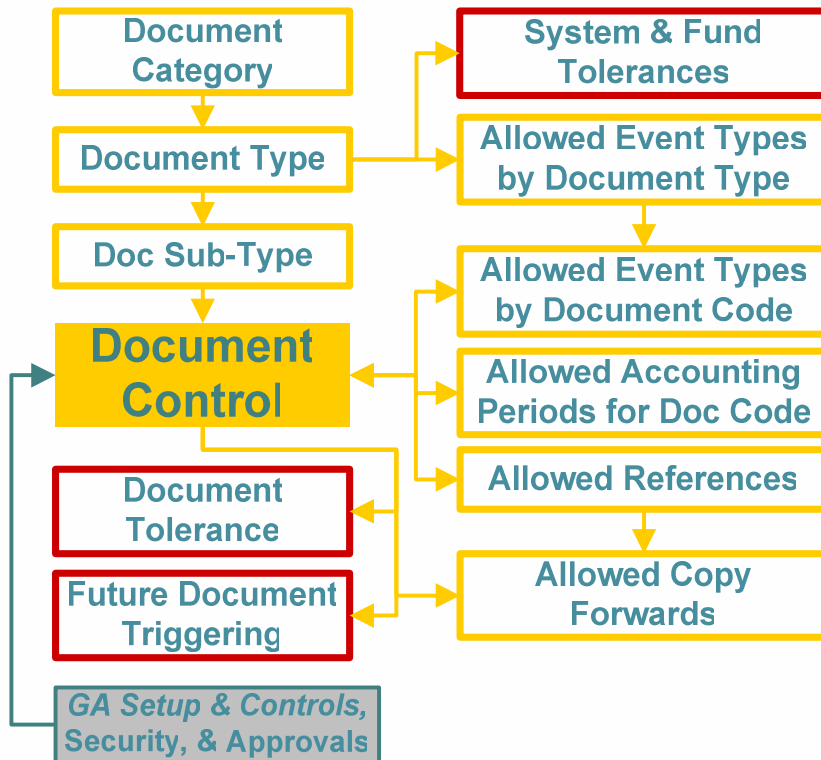 Document
Category
Document Type
Doc Sub-Type
Document
Control
Document
Tolerance
Future Document
Triggering
GA Setup & Controls,
Security, & Approvals
System & Fund
Tolerances
Allowed Event Types
by Document Type
Allowed Event Types
by Document Code
Allowed Accounting
Periods for Doc Code
Allowed References
Allowed Copy
Forwards